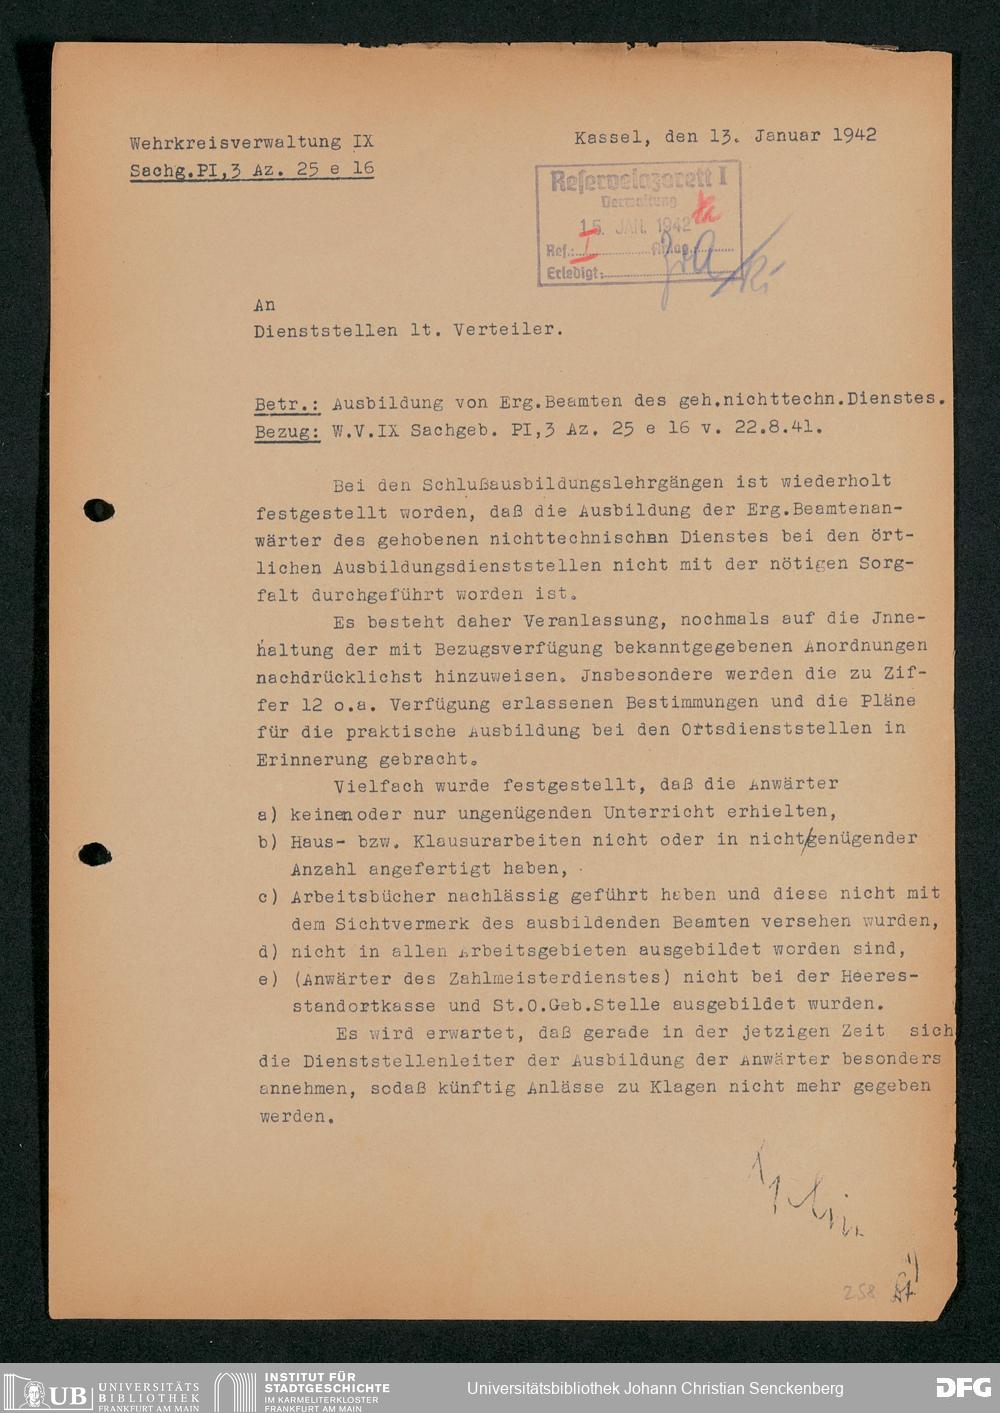 Wehrkreisverwaltung IX
Sachg.PI,3 Az. 25 e 16
Kassel, den 13. Januar 1942
Reservelazarett I
Verwaltung
15. JAN. 1942
Ref.: I Anlag.
Erledigt:
An
Dienststellen lt. Verteiler.
Betr.: Ausbildung von Erg.Beamten des geh.nichttechn.Dienstes.
Bezug: W.V.IX Sachgeb. PI,3 Az. 25 e 16 v. 22.8.41.
Bei den Schlußausbildungslehrgängen ist wiederholt
festgestellt worden, daß die Ausbildung der Erg.Beamtenan-
wärter des gehobenen nichttechnischen Dienstes bei den ört-
lichen Ausbildungsdienststellen nicht mit der nötigen Sorg-
falt durchgeführt worden ist.
Es besteht daher Veranlassung, nochmals auf die Jnne-
haltung der mit Bezugsverfügung bekanntgegebenen Anordnungen
nachdrücklichst hinzuweisen. Jnsbesondere werden die zu Zif-
fer 12 o.a. Verfügung erlassenen Bestimmungen und die Pläne
für die praktische Ausbildung bei den Ortsdienststellen in
Erinnerung gebracht.
Vielfach wurde festgestellt, daß die Anwärter
a) keinen oder nur ungenügenden Unterricht erhielten,
b) Haus- bzw. Klausurarbeiten nicht oder in nicht genügender
Anzahl angefertigt haben,
c) Arbeitsbücher nachlässig geführt haben und diese nicht mit
dem Sichtvermerk des ausbildenden Beamten versehen wurden,
d) nicht in allen Arbeitsgebieten ausgebildet worden sind,
e) (Anwärter des Zahlmeisterdienstes) nicht bei der Heeres-
standortkasse und St.O.Geb.Stelle ausgebildet wurden.
Es wird erwartet, daß gerade in der jetzigen Zeit sich
die Dienststellenleiter der Ausbildung der Anwärter besonders
annehmen, sodaß künftig Anlässe zu Klagen nicht mehr gegeben
werden.
258
UB UNIVERSITÄTS
BIBLIOTHEK
FRANKFURT AM MAIN
INSTITUT FÜR
STADTGESCHICHTE
IM KARMELITERKLOSTER
FRANKFURT AM MAIN
Universitätsbibliothek Johann Christian Senckenberg
DFG